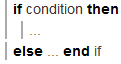 if condition then
...
else ... end if